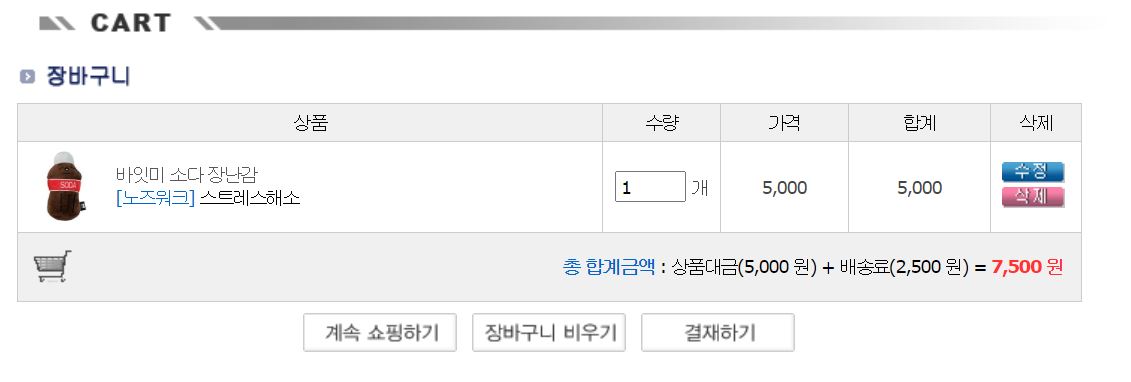 CART
장바구니
상품 수량 가격 합계 삭제
SODA
바잇미 소다 장난감
[노즈워크] 스트레스해소
1 개 5,000 5,000
수정
삭제
총 합계금액 : 상품대금(5,000 원) + 배송료(2,500 원) = 7,500 원
계속 쇼핑하기 장바구니 비우기 결재하기